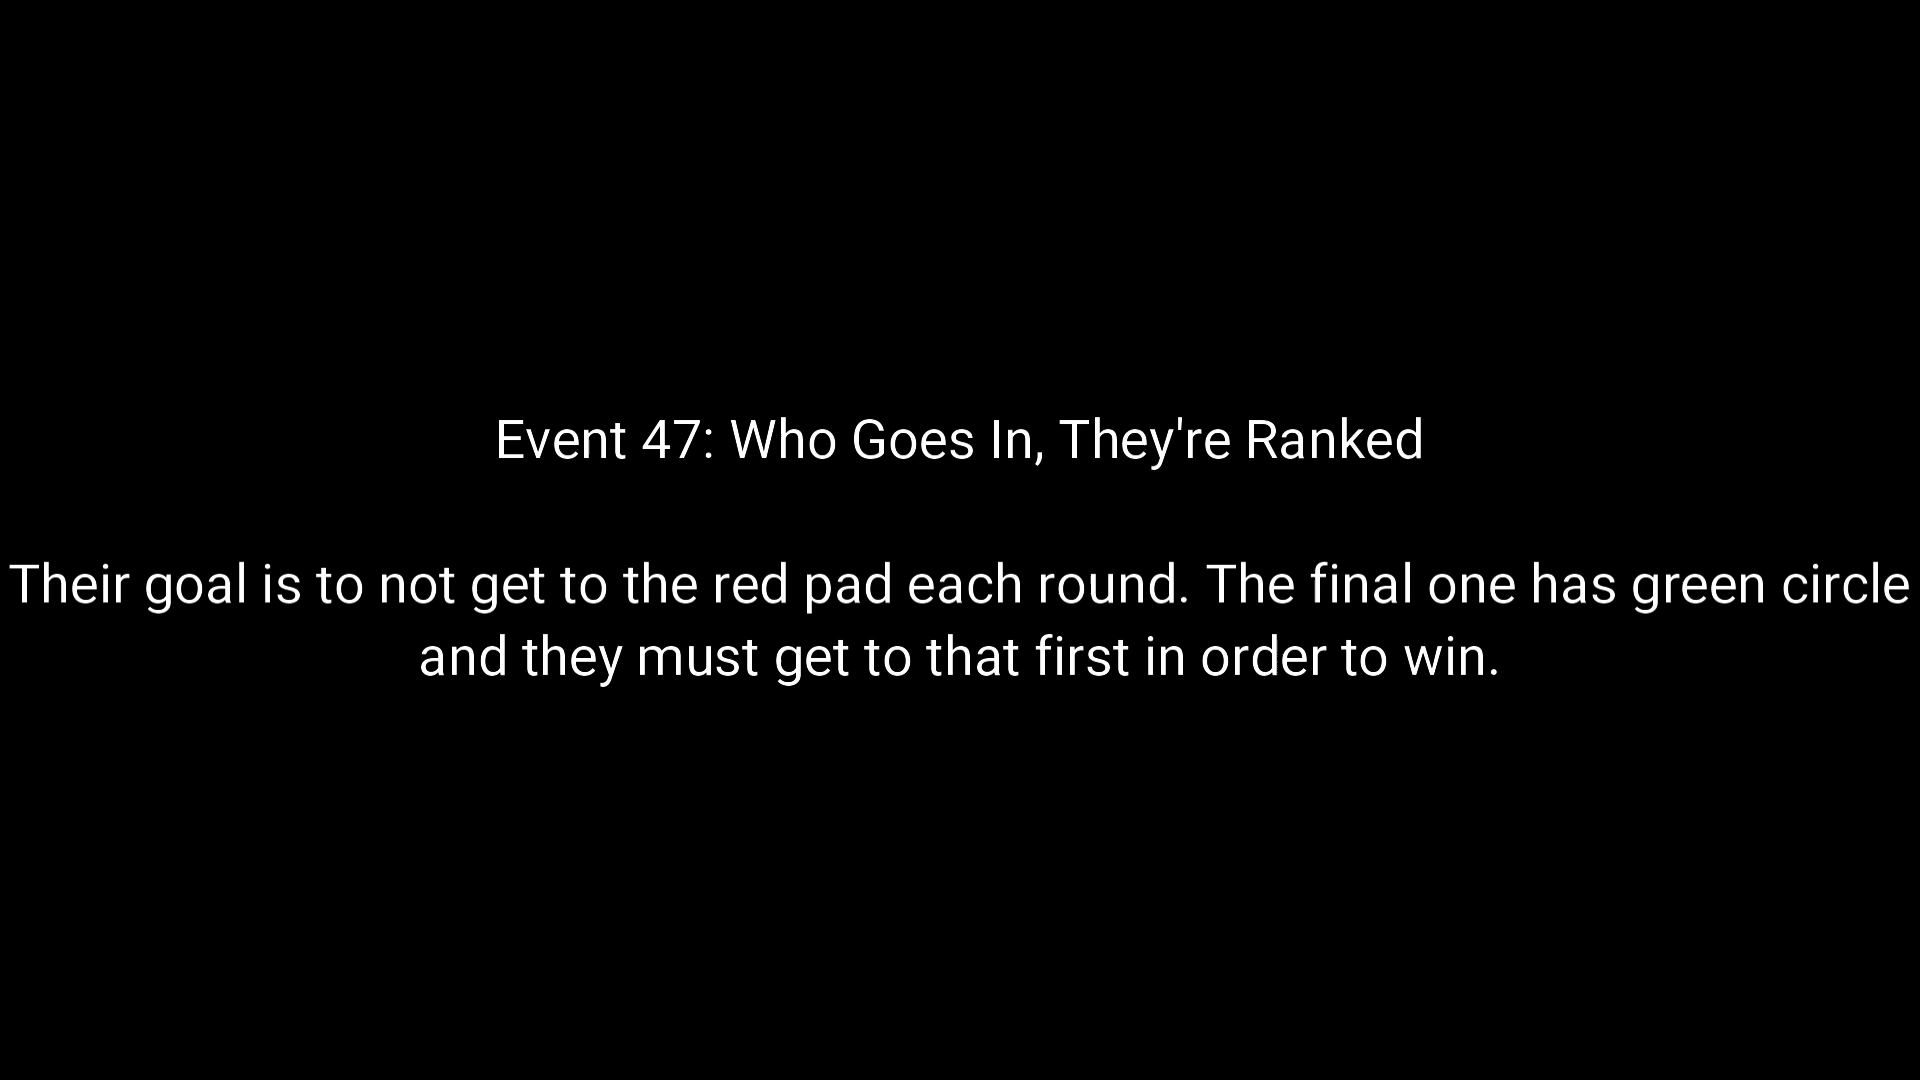 Event 47: Who Goes In, They're Ranked
Their goal is to not get to the red pad each round. The final one has green circle
and they must get to that first in order to win.